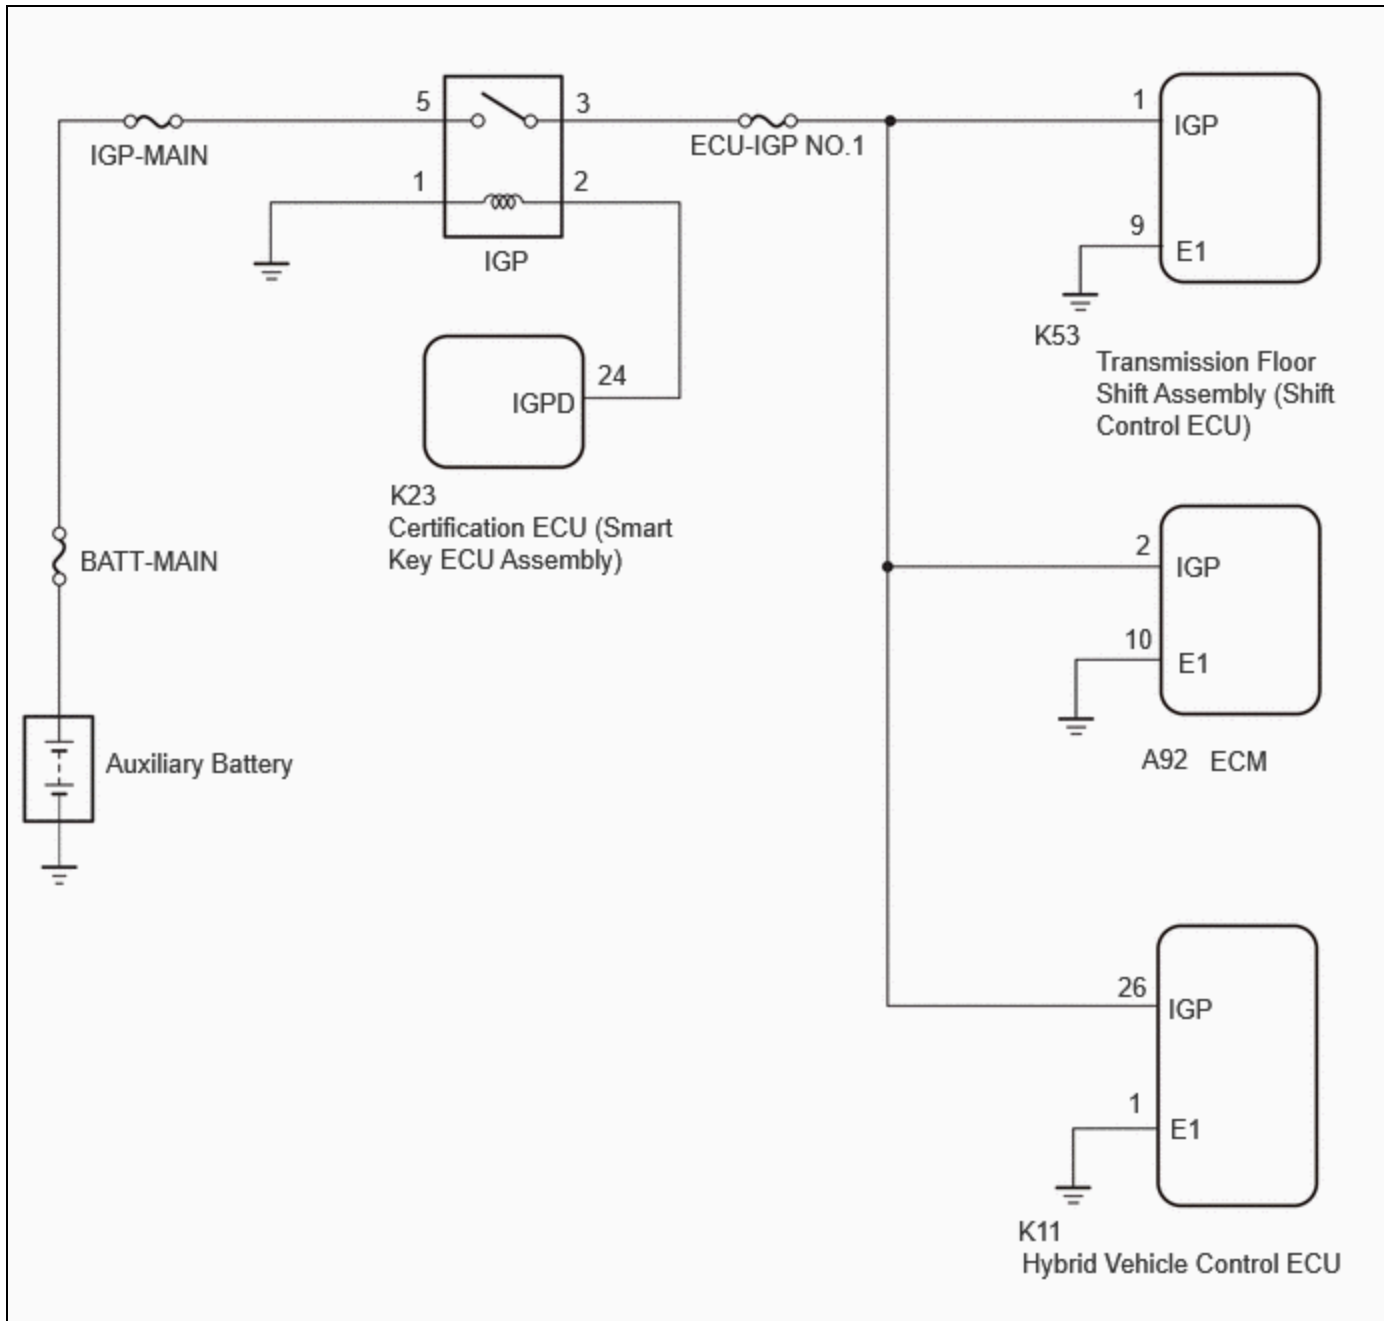 5
3
1
IGP
IGP-MAIN
ECU-IGP NO.1
1
2
9
E1
IGP
K53
Transmission Floor
Shift Assembly (Shift
Control ECU)
24
IGPD
K23
Certification ECU (Smart
Key ECU Assembly)
2
IGP
BATT-MAIN
10
E1
A92 ECM
Auxiliary Battery
26
IGP
1
E1
K11
Hybrid Vehicle Control ECU